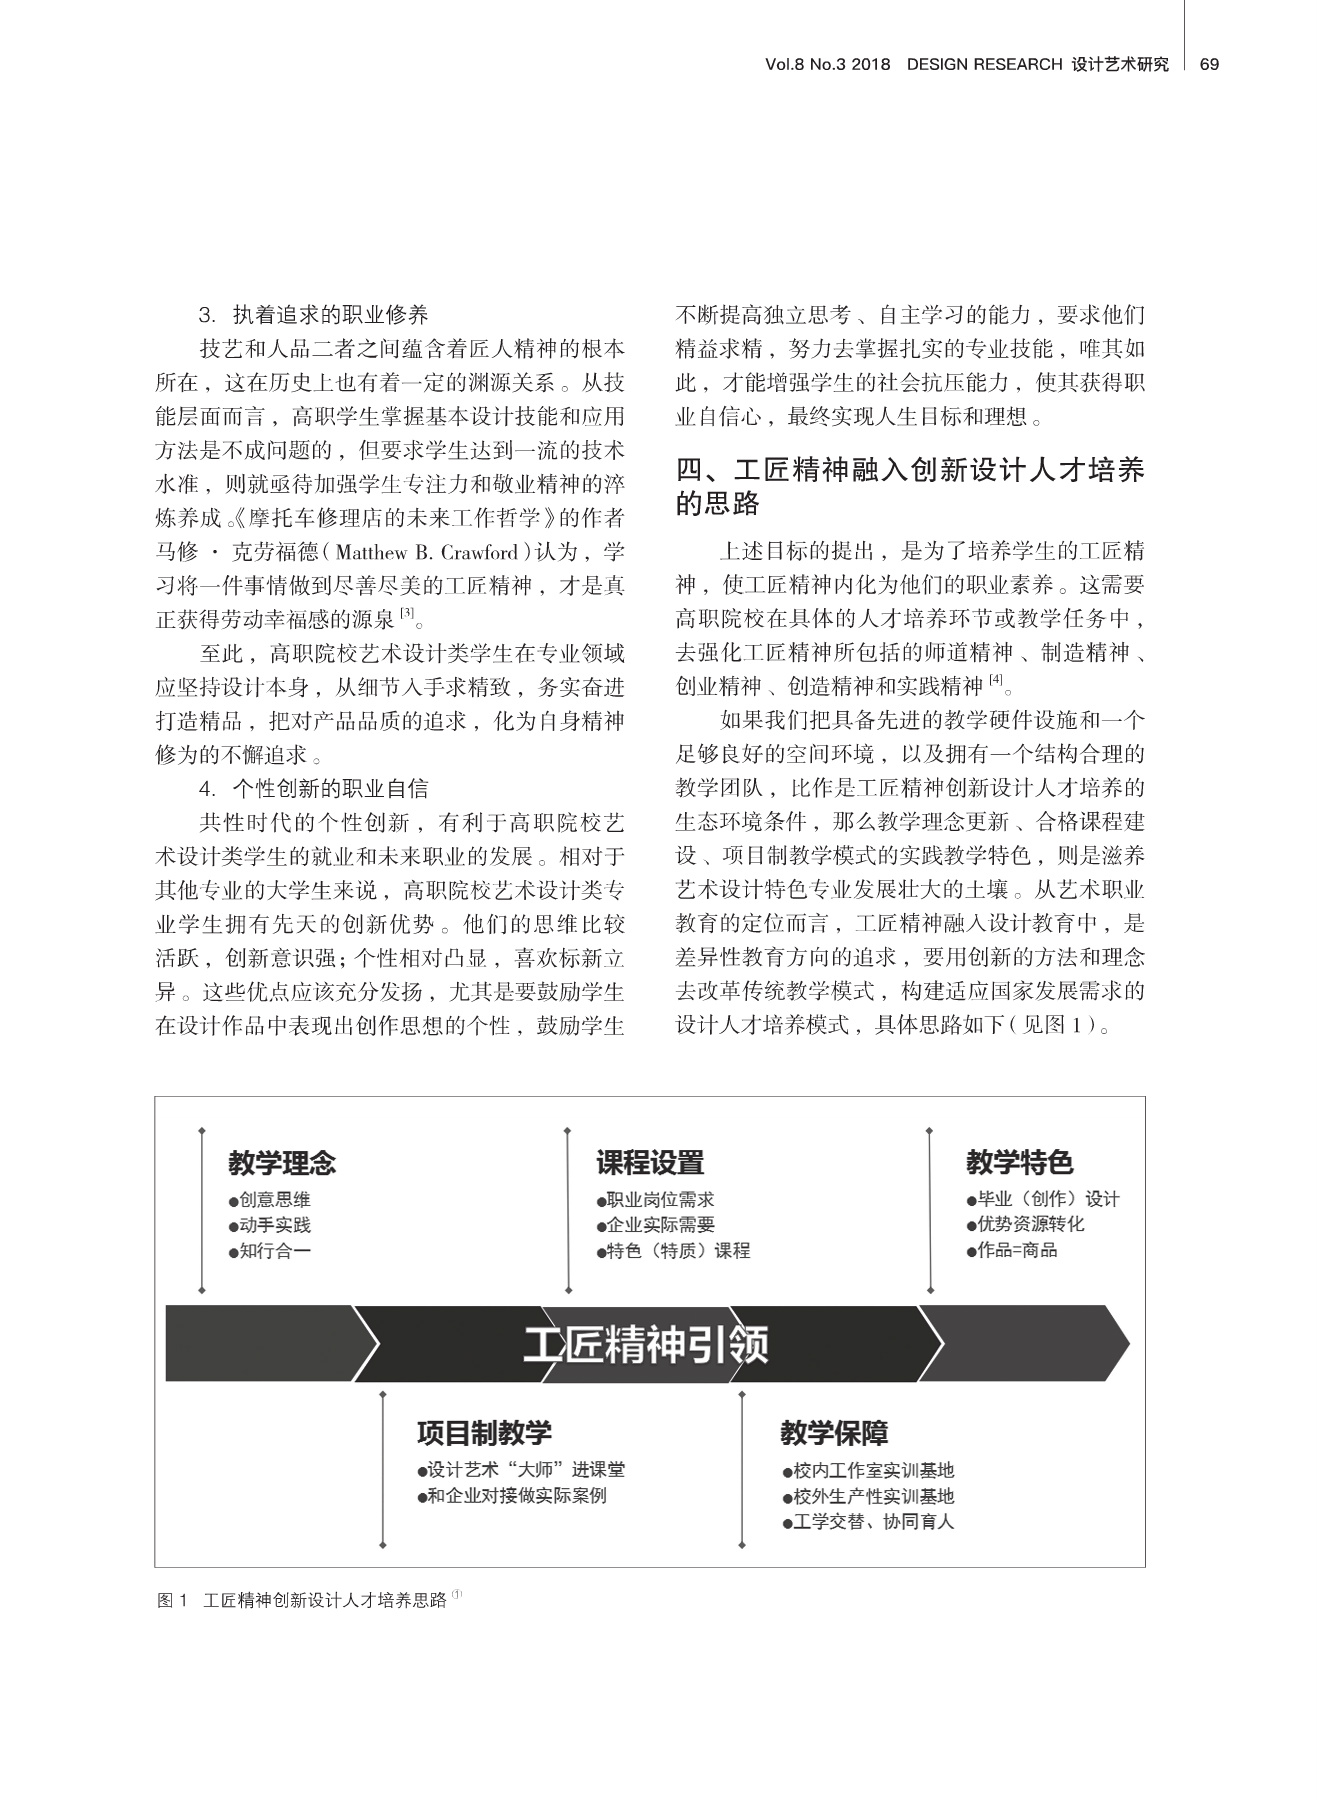 Vol.8 No.3 2018 DESIGN RESEARCH 设计艺术研究 69
3. 执着追求的职业修养
技艺和人品二者之间蕴含着匠人精神的根本
所在，这在历史上也有着一定的渊源关系。从技
能层面而言，高职学生掌握基本设计技能和应用
方法是不成问题的，但要求学生达到一流的技术
水准，则就亟待加强学生专注力和敬业精神的淬
炼养成。《摩托车修理店的未来工作哲学》的作者
马修·克劳福德（Matthew B. Crawford）认为，学
习将一件事情做到尽善尽美的工匠精神，才是真
正获得劳动幸福感的源泉[3]。
至此，高职院校艺术设计类学生在专业领域
应坚持设计本身，从细节入手求精致，务实奋进
打造精品，把对产品品质的追求，化为自身精神
修为的不懈追求。
4. 个性创新的职业自信
共性时代的个性创新，有利于高职院校艺
术设计类学生的就业和未来职业的发展。相对于
其他专业的大学生来说，高职院校艺术设计类专
业学生拥有先天的创新优势。他们的思维比较
活跃，创新意识强；个性相对凸显，喜欢标新立
异。这些优点应该充分发扬，尤其是要鼓励学生
在设计作品中表现出创作思想的个性，鼓励学生
不断提高独立思考、自主学习的能力，要求他们
精益求精，努力去掌握扎实的专业技能，唯其如
此，才能增强学生的社会抗压能力，使其获得职
业自信心，最终实现人生目标和理想。
四、工匠精神融入创新设计人才培养
的思路
上述目标的提出，是为了培养学生的工匠精
神，使工匠精神内化为他们的职业素养。这需要
高职院校在具体的人才培养环节或教学任务中，
去强化工匠精神所包括的师道精神、制造精神、
创业精神、创造精神和实践精神[4]。
如果我们把具备先进的教学硬件设施和一个
足够良好的空间环境，以及拥有一个结构合理的
教学团队，比作是工匠精神创新设计人才培养的
生态环境条件，那么教学理念更新、合格课程建
设、项目制教学模式的实践教学特色，则是滋养
艺术设计特色专业发展壮大的土壤。从艺术职业
教育的定位而言，工匠精神融入设计教育中，是
差异性教育方向的追求，要用创新的方法和理念
去改革传统教学模式，构建适应国家发展需求的
设计人才培养模式，具体思路如下（见图1）。
教学理念
●创意思维
●动手实践
●知行合一
课程设置
●职业岗位需求
●企业实际需要
●特色（特质）课程
教学特色
●毕业（创作）设计
●优势资源转化
●作品=商品
工匠精神引领
项目制教学
●设计艺术“大师”进课堂
●和企业对接做实际案例
教学保障
●校内工作室实训基地
●校外生产性实训基地
●工学交替、协同育人
图1 工匠精神创新设计人才培养思路①